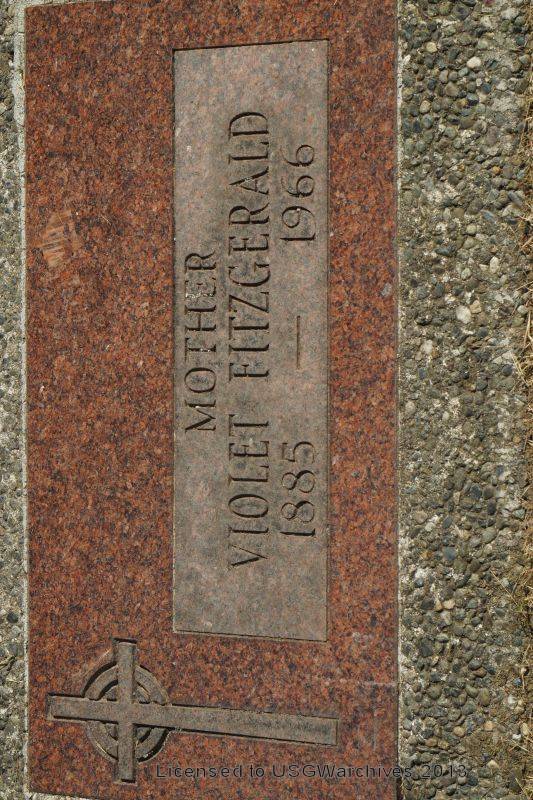 MOTHER
VIOLET FITZGERALD
1885 — 1966
Licensed to USGWarchives 2013